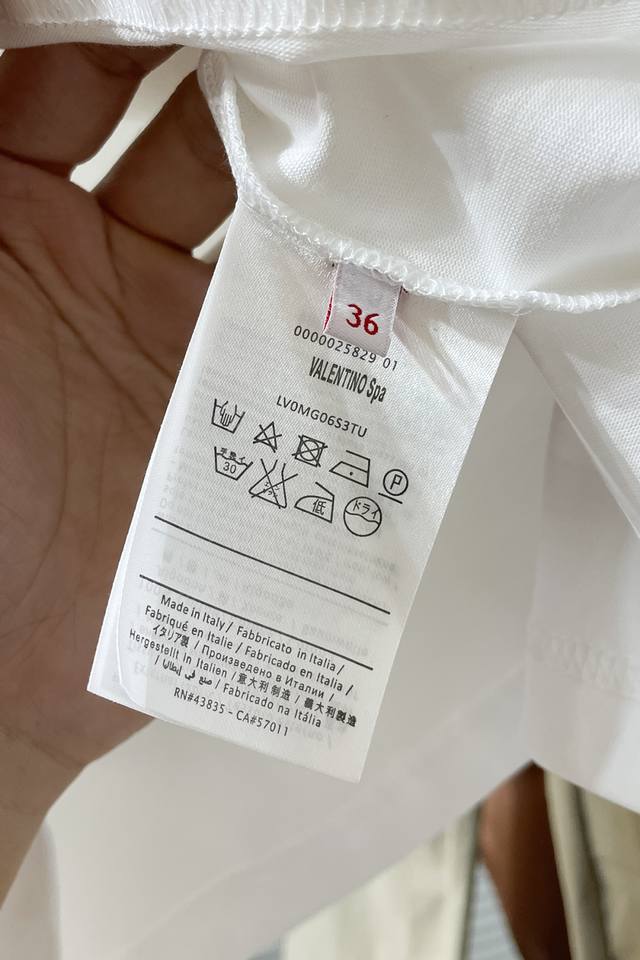 36
0000025829 01
VALENTINO Spa
LV0MG06S3TU
P
30
低
ドライ
Made in Italy / Fabbricato in Italia /
Fabriqué en Italie / Fabricado en Italia /
イタリア製 / Произведено в Италии /
Hergestellt in Italien / 意大利 制造 / 義大利製造
/ صنع في إيطاليا / Fabricado na Itália
RN#43835 - CA#57011